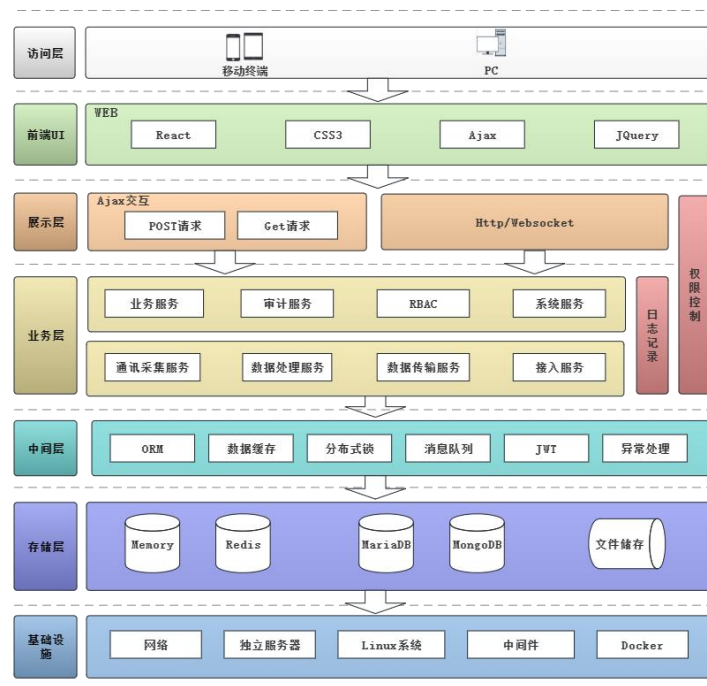 访问层
移动终端
PC
前端UI
WEB
React
CSS3
Ajax
JQuery
展示层
Ajax交互
POST请求
Get请求
Http/Websocket
权限控制
业务层
业务服务
审计服务
RBAC
系统服务
日志记录
通讯采集服务
数据处理服务
数据传输服务
接入服务
中间层
ORM
数据缓存
分布式锁
消息队列
JWT
异常处理
存储层
Memory
Redis
MariaDB
MongoDB
文件储存
基础设
施
网络
独立服务器
Linux系统
中间件
Docker